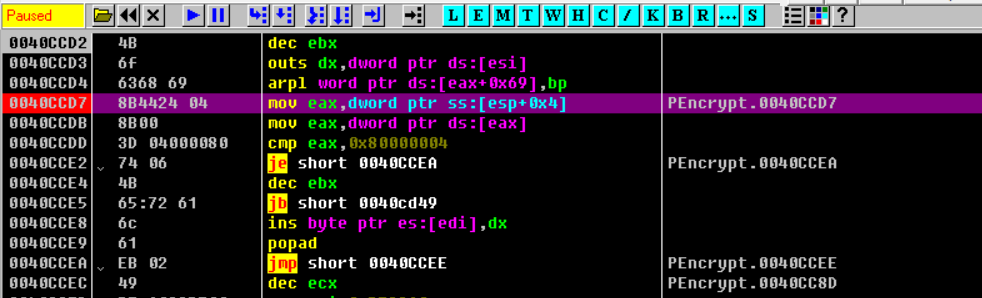 Paused L E M T W H C / K B R ... S ?
0040CCD2 4B dec ebx
0040CCD3 6f outs dx,dword ptr ds:[esi]
0040CCD4 6368 69 arpl word ptr ds:[eax+0x69],bp
0040CCD7 8B4424 04 mov eax,dword ptr ss:[esp+0x4] PEncrypt.0040CCD7
0040CCDB 8B00 mov eax,dword ptr ds:[eax]
0040CCDD 3D 04000080 cmp eax,0x80000004
0040CCE2 74 06 je short 0040CCEA PEncrypt.0040CCEA
0040CCE4 4B dec ebx
0040CCE5 65:72 61 jb short 0040cd49
0040CCE8 6c ins byte ptr es:[edi],dx
0040CCE9 61 popad
0040CCEA EB 02 jmp short 0040CCEE PEncrypt.0040CCEE
0040CCEC 49 dec ecx PEncrypt.0040CC8D